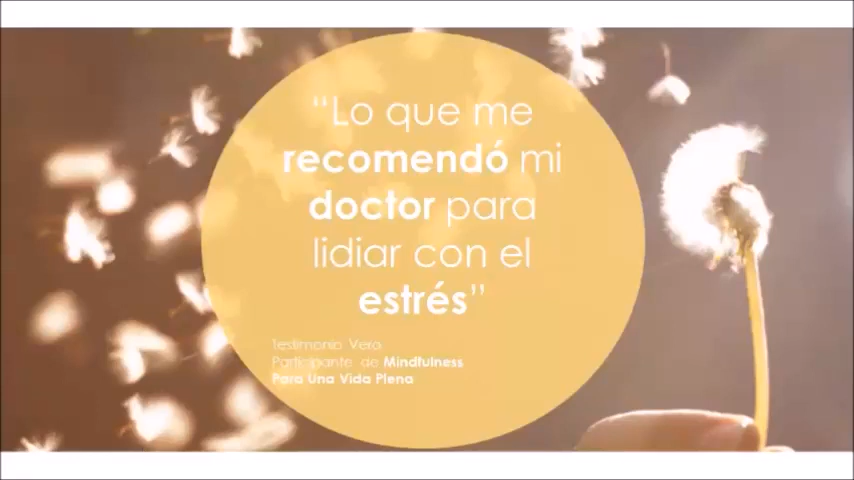 “Lo que me
recomendó mi
doctor para
lidiar con el
estrés”
Testimonio Vero
Participante de Mindfulness
Para Una Vida Plena